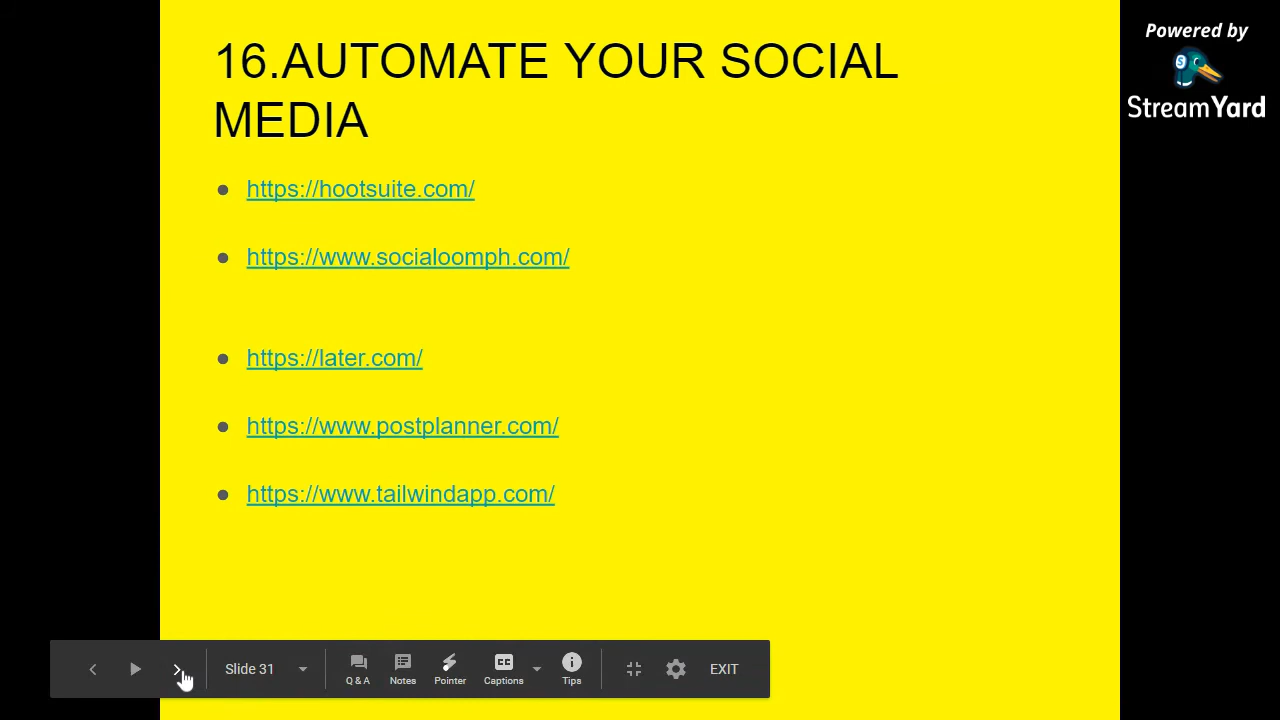 Powered by
StreamYard
16.AUTOMATE YOUR SOCIAL
MEDIA
https://hootsuite.com/
https://www.socialoomph.com/
https://later.com/
https://www.postplanner.com/
https://www.tailwindapp.com/
Slide 31
Q & A
Notes
Pointer
CC
Captions
Tips
EXIT